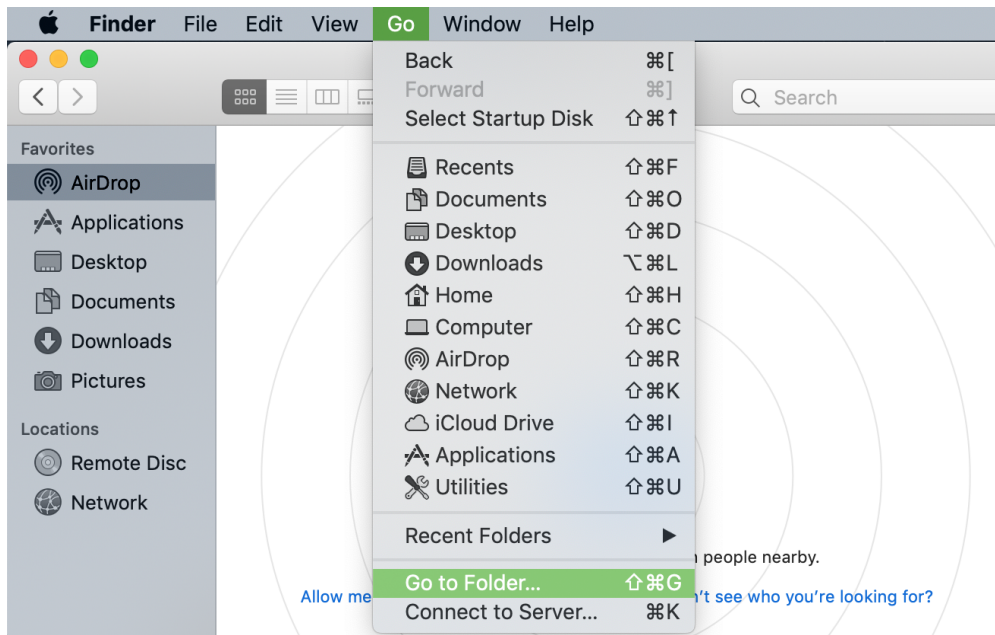 Finder File Edit View Go Window Help
Search
Favorites
AirDrop
Applications
Desktop
Documents
Downloads
Pictures
Locations
Remote Disc
Network
Back ⌘[
Forward ⌘]
Select Startup Disk ⇧⌘↑
Recents ⇧⌘F
Documents ⇧⌘O
Desktop ⇧⌘D
Downloads ⌥⌘L
Home ⇧⌘H
Computer ⇧⌘C
AirDrop ⇧⌘R
Network ⇧⌘K
iCloud Drive ⇧⌘I
Applications ⇧⌘A
Utilities ⇧⌘U
Recent Folders ▶
Go to Folder... ⇧⌘G
Connect to Server... ⌘K
people nearby.
Allow me
't see who you're looking for?